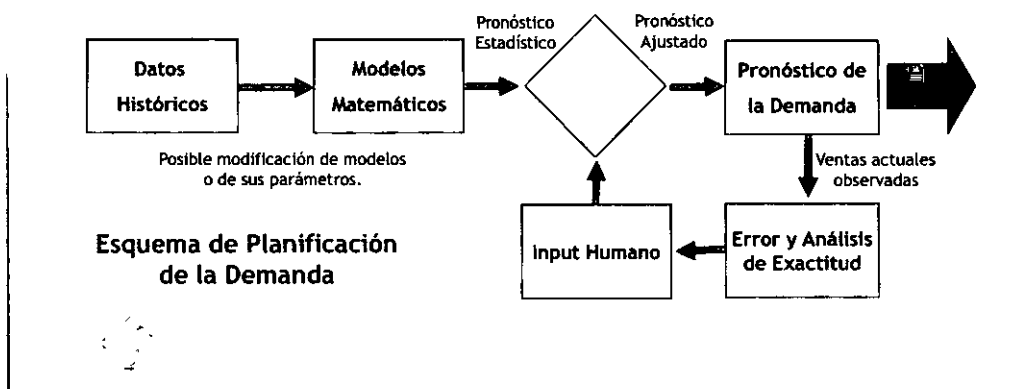 Pronóstico
Estadístico
Pronóstico
Ajustado
Datos
Históricos
Modelos
Matemáticos
Pronóstico de
la Demanda
Posible modificación de modelos
o de sus parámetros.
Ventas actuales
observadas
Esquema de Planificación
de la Demanda
Input Humano
Error y Análisis
de Exactitud